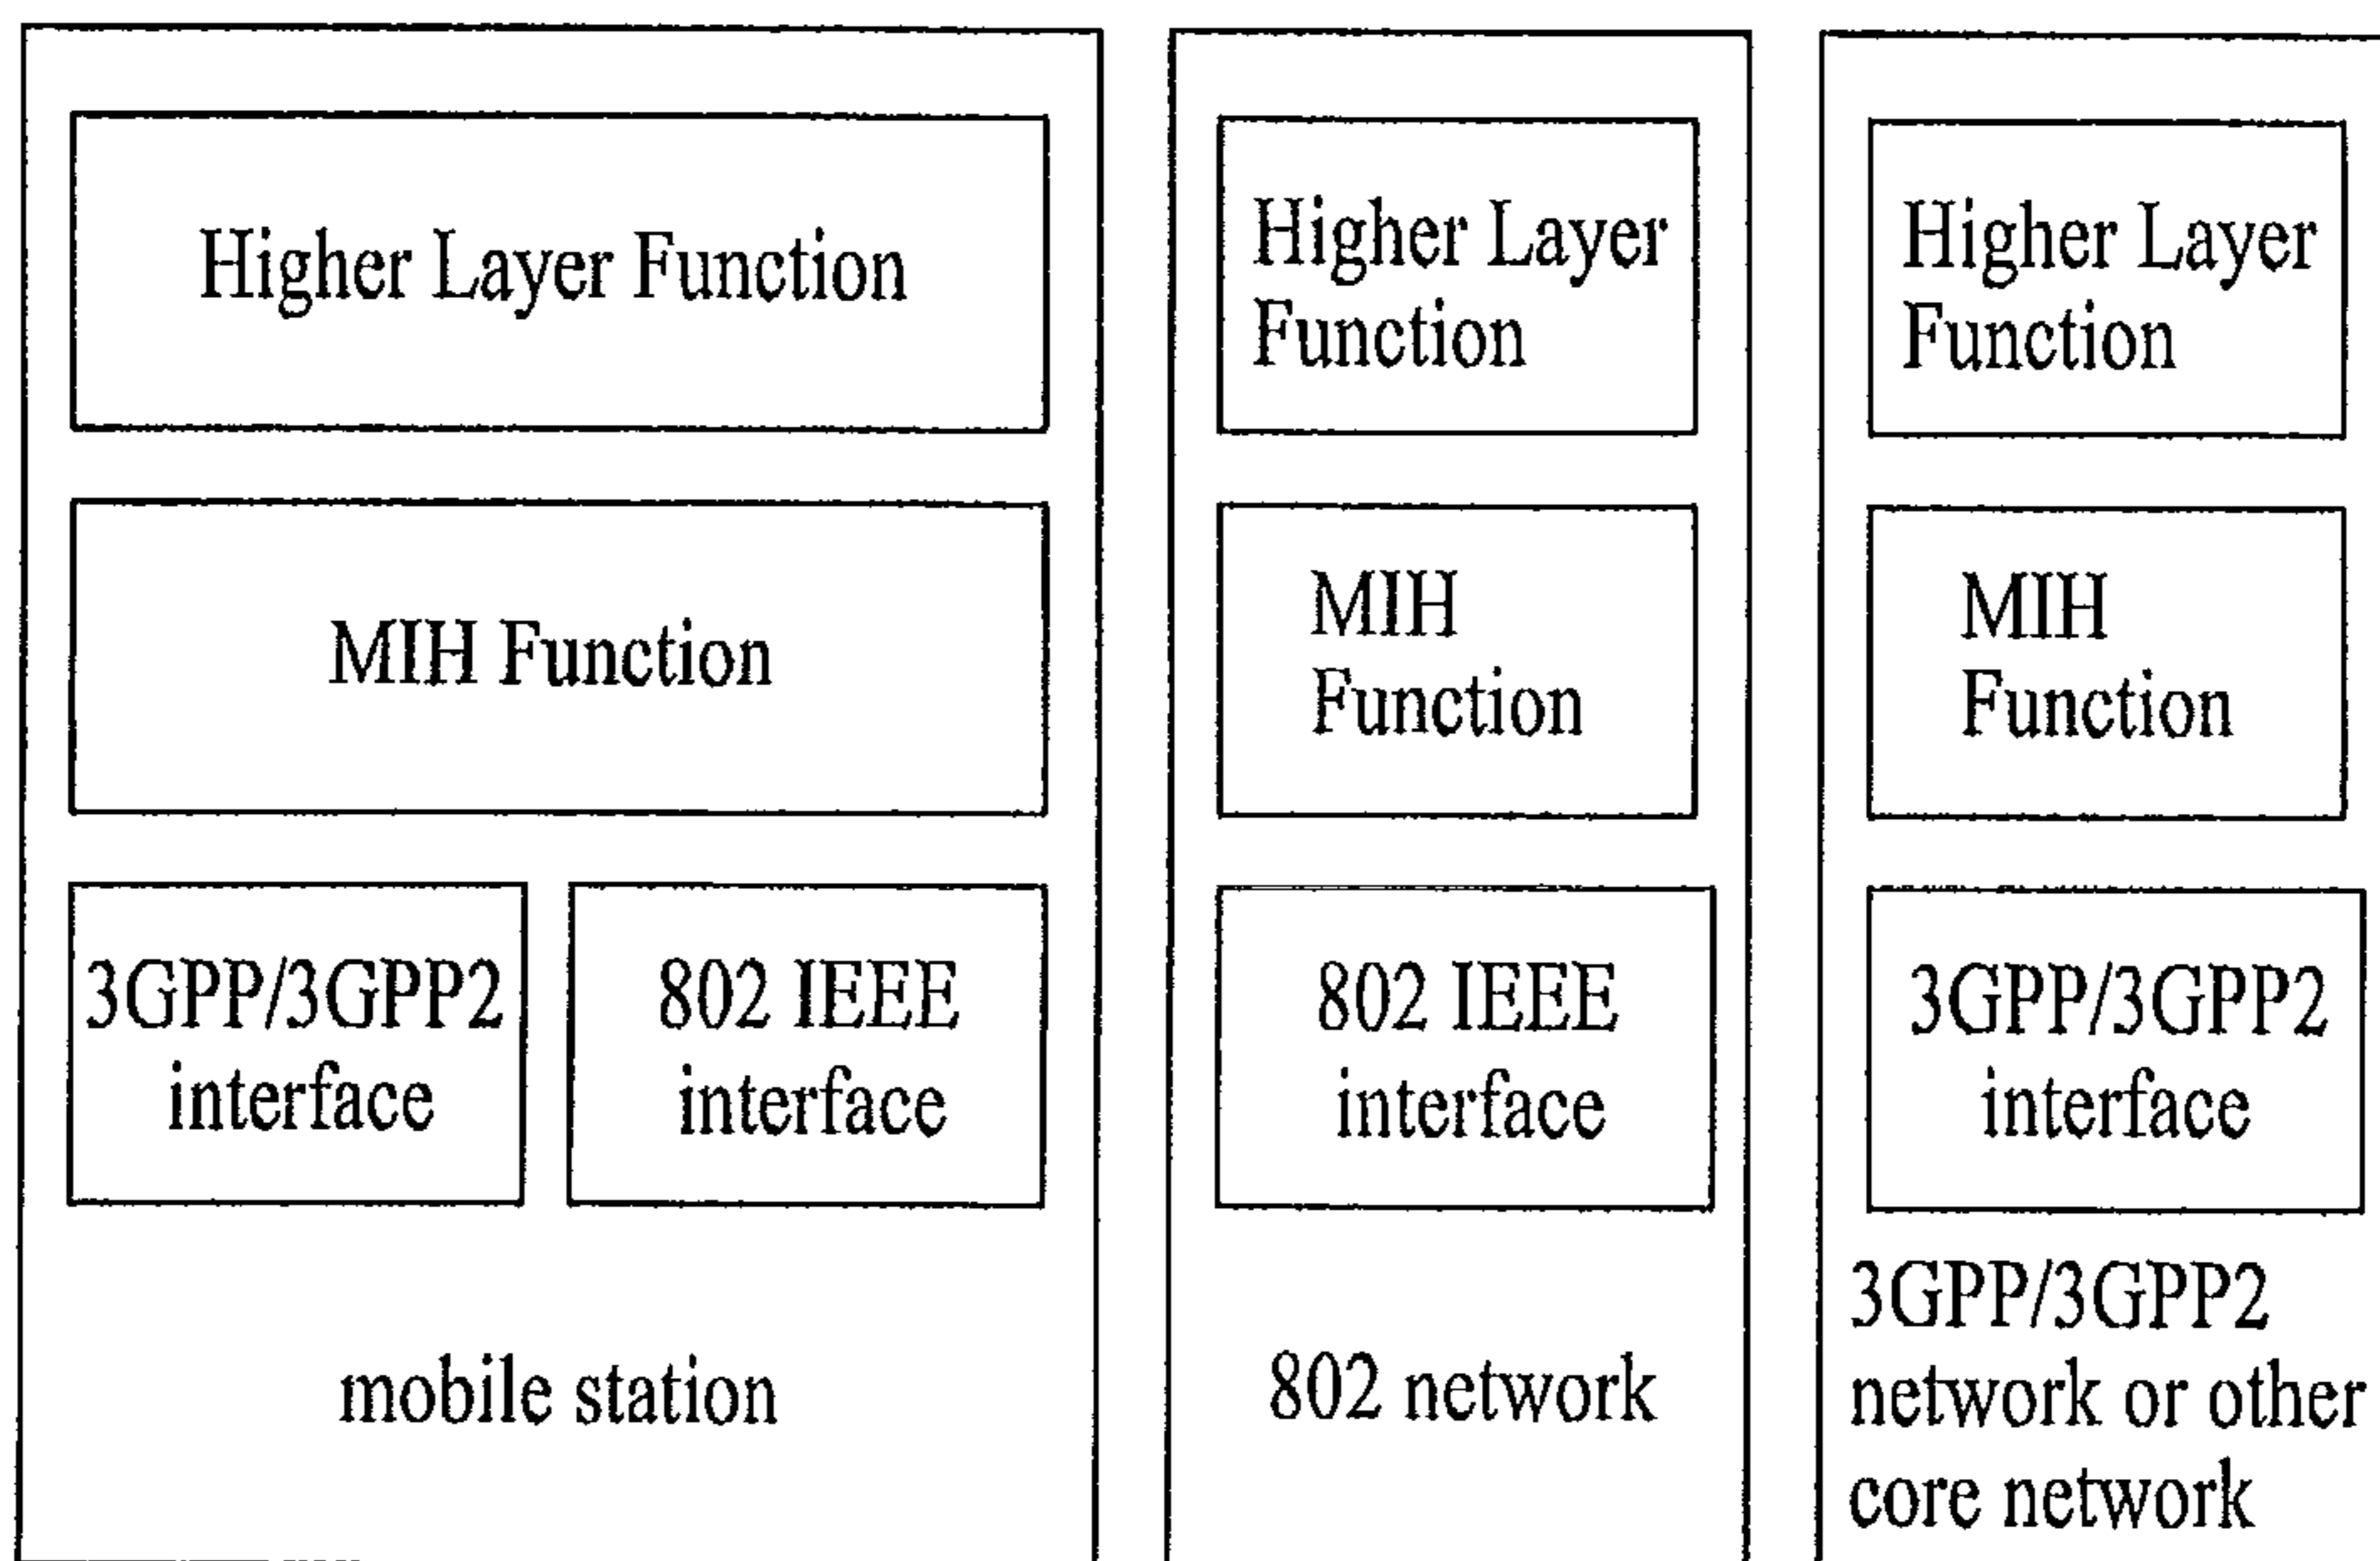 Higher Layer Function
MIH Function
3GPP/3GPP2
interface
802 IEEE
interface
mobile station
Higher Layer
Function
MIH
Function
802 IEEE
interface
802 network
Higher Layer
Function
MIH
Function
3GPP/3GPP2
interface
3GPP/3GPP2
network or other
core network